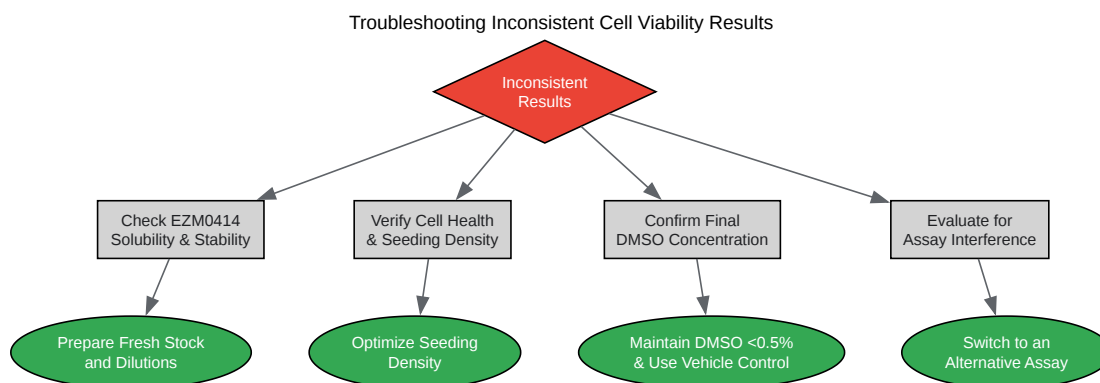 Troubleshooting Inconsistent Cell Viability Results
Inconsistent
Results
Check EZM0414
Solubility & Stability
Verify Cell Health
& Seeding Density
Confirm Final
DMSO Concentration
Evaluate for
Assay Interference
Prepare Fresh Stock
and Dilutions
Optimize Seeding
Density
Maintain DMSO <0.5%
& Use Vehicle Control
Switch to an
Alternative Assay